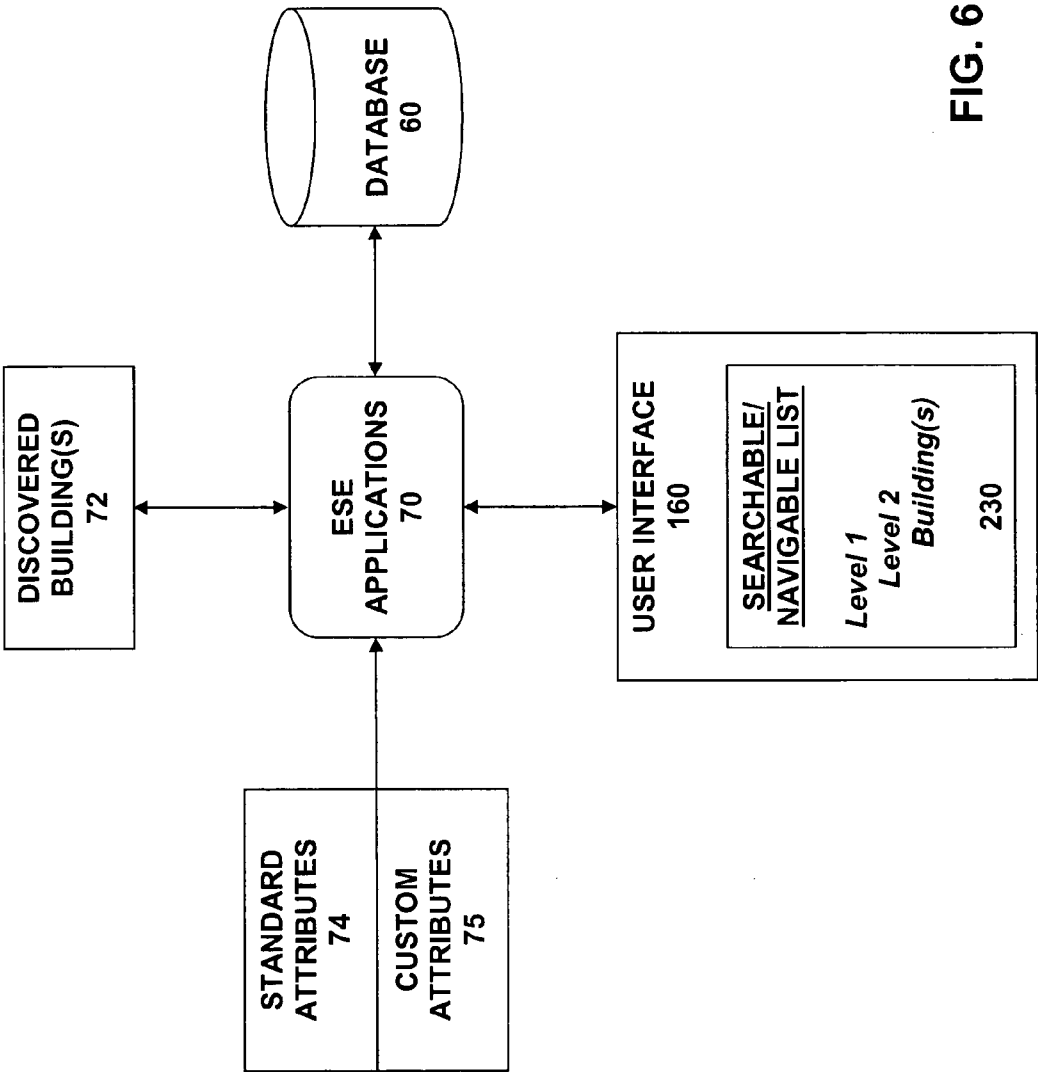 DISCOVERED
BUILDING(S)
72
STANDARD
ATTRIBUTES
74
CUSTOM
ATTRIBUTES
75
ESE
APPLICATIONS
70
DATABASE
60
USER INTERFACE
160
SEARCHABLE/
NAVIGABLE LIST
Level 1
Level 2
Building(s)
230
FIG. 6